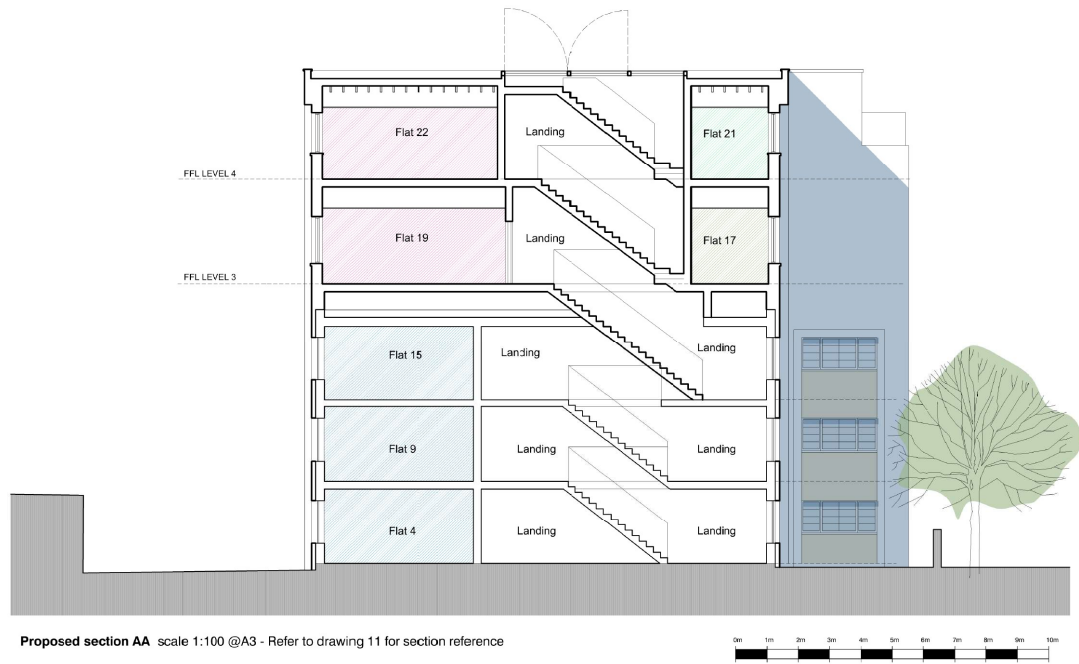 Flat 22
Landing
Flat 21
FFL LEVEL 4
Flat 19
Landing
Flat 17
FFL LEVEL 3
Flat 15
Landing
Landing
Flat 9
Landing
Landing
Flat 4
Landing
Landing
Proposed section AA scale 1:100 @A3 - Refer to drawing 11 for section reference
0m 1m 2m 3m 4m 5m 6m 7m 8m 9m 10m